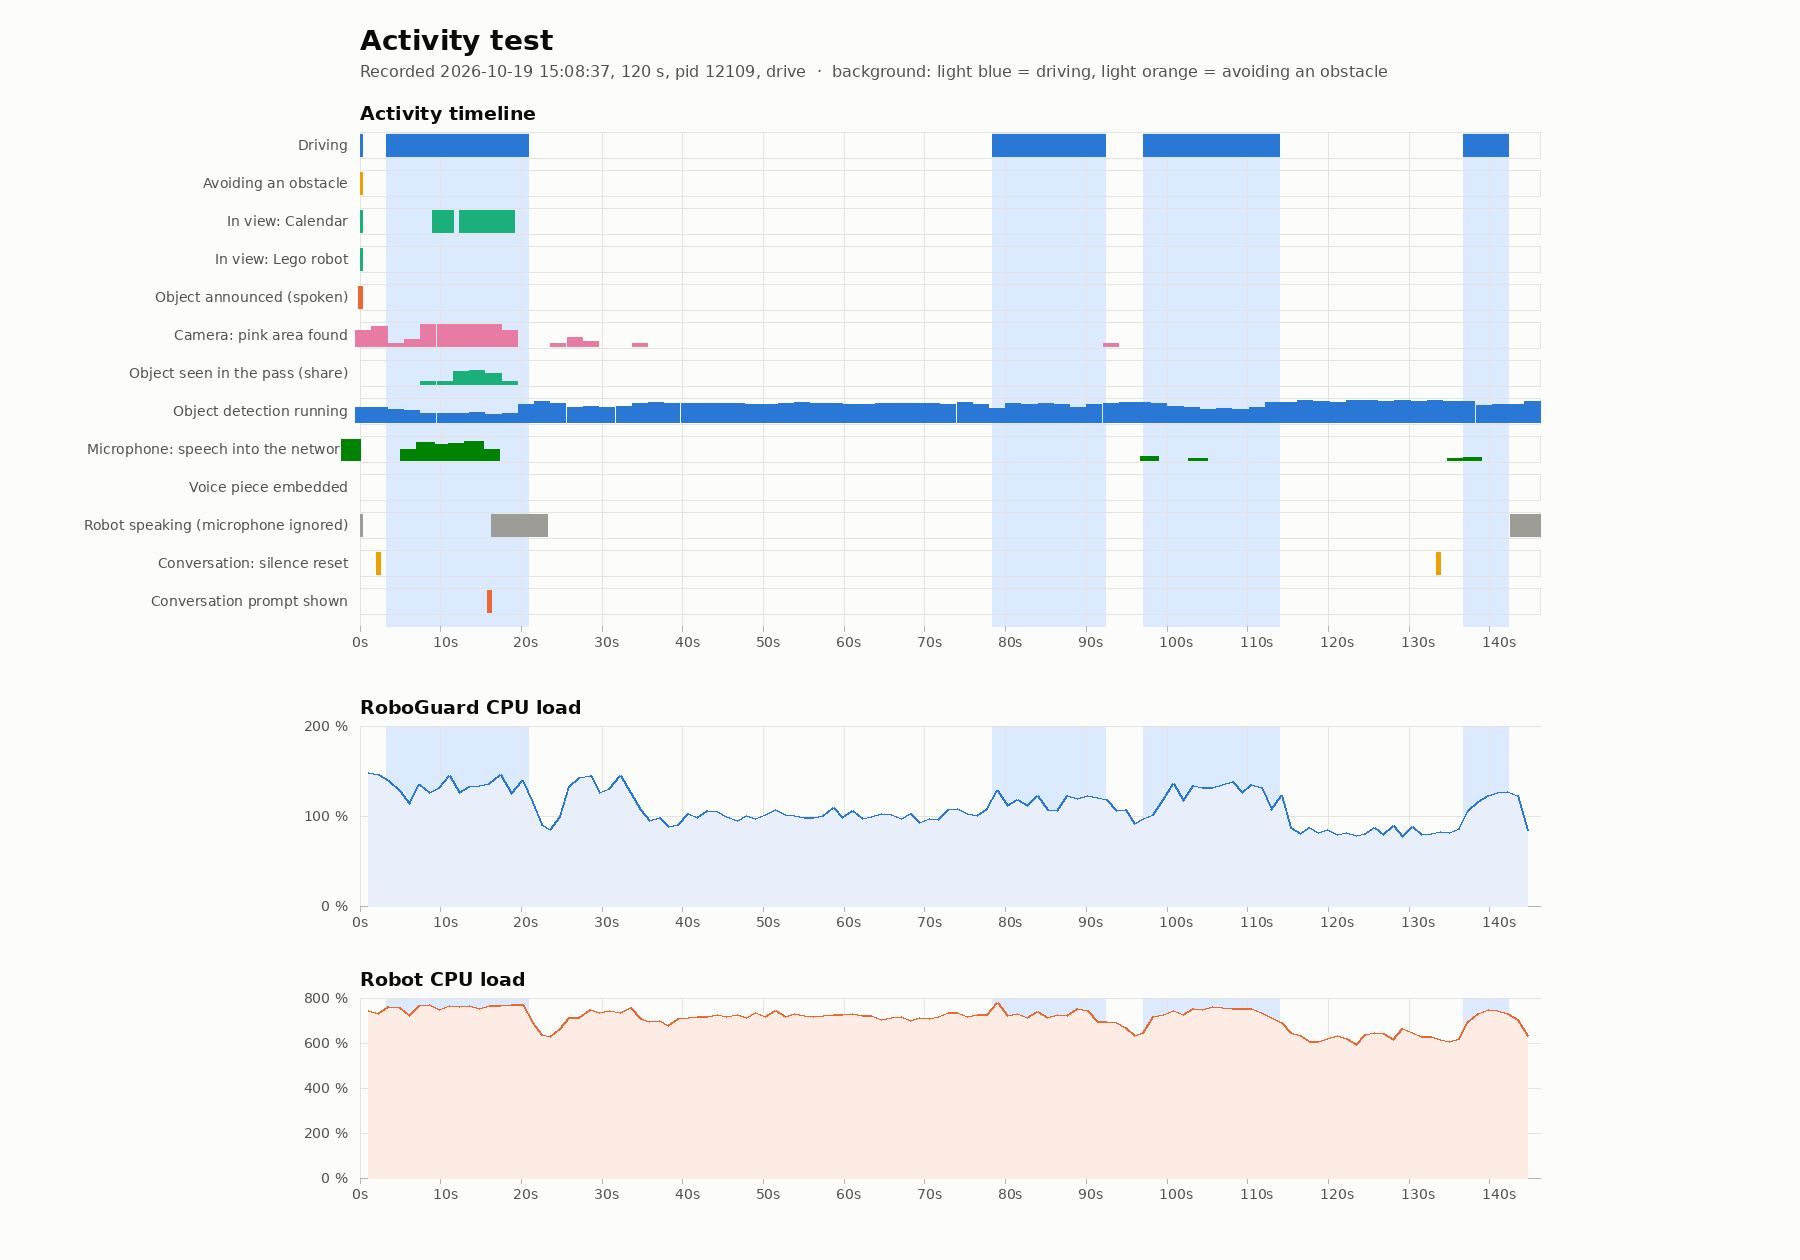 Activity test
Recorded 2026-10-19 15:08:37, 120 s, pid 12109, drive · background: light blue = driving, light orange = avoiding an obstacle
Activity timeline
Driving
Avoiding an obstacle
In view: Calendar
In view: Lego robot
Object announced (spoken)
Camera: pink area found
Object seen in the pass (share)
Object detection running
Microphone: speech into the networ
Voice piece embedded
Robot speaking (microphone ignored)
Conversation: silence reset
Conversation prompt shown
0s 10s 20s 30s 40s 50s 60s 70s 80s 90s 100s 110s 120s 130s 140s
RoboGuard CPU load
200 %
100 %
0 %
0s 10s 20s 30s 40s 50s 60s 70s 80s 90s 100s 110s 120s 130s 140s
Robot CPU load
800 %
600 %
400 %
200 %
0 %
0s 10s 20s 30s 40s 50s 60s 70s 80s 90s 100s 110s 120s 130s 140s